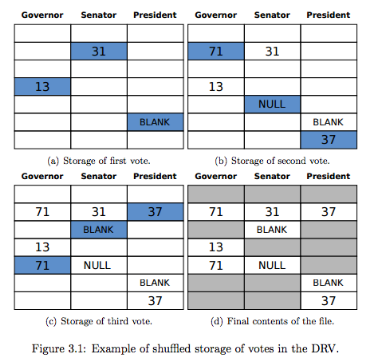 Governor Senator President Governor Senator President
31 71 31
13 13
NULL
BLANK BLANK
37
(a) Storage of first vote. (b) Storage of second vote.
Governor Senator President Governor Senator President
71 31 37 71 31 37
BLANK BLANK
13 13
71 NULL 71 NULL
BLANK BLANK
37 37
(c) Storage of third vote. (d) Final contents of the file.
Figure 3.1: Example of shuffled storage of votes in the DRV.